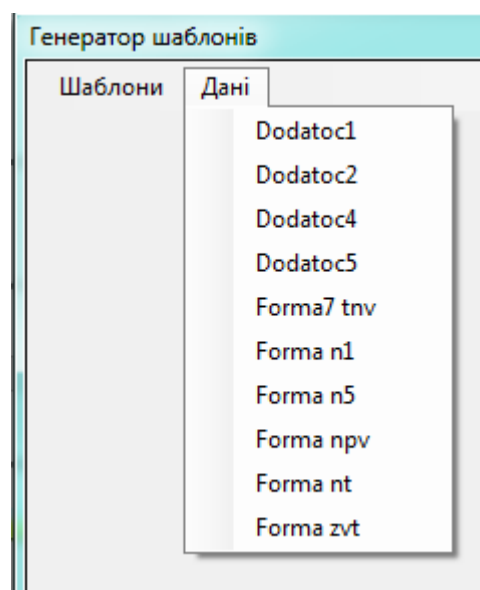 Генератор шаблонів
Шаблони Дані
Dodatoc1
Dodatoc2
Dodatoc4
Dodatoc5
Forma7 tnv
Forma n1
Forma n5
Forma npv
Forma nt
Forma zvt